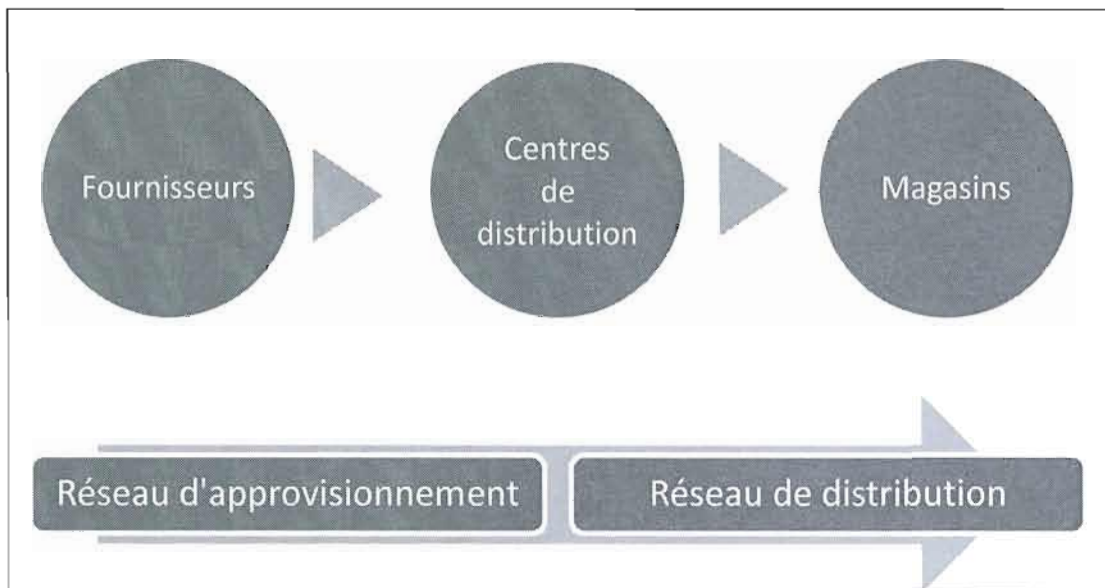 Fournisseurs
Centres
de
distribution
Magasins
Réseau d'approvisionnement
Réseau de distribution